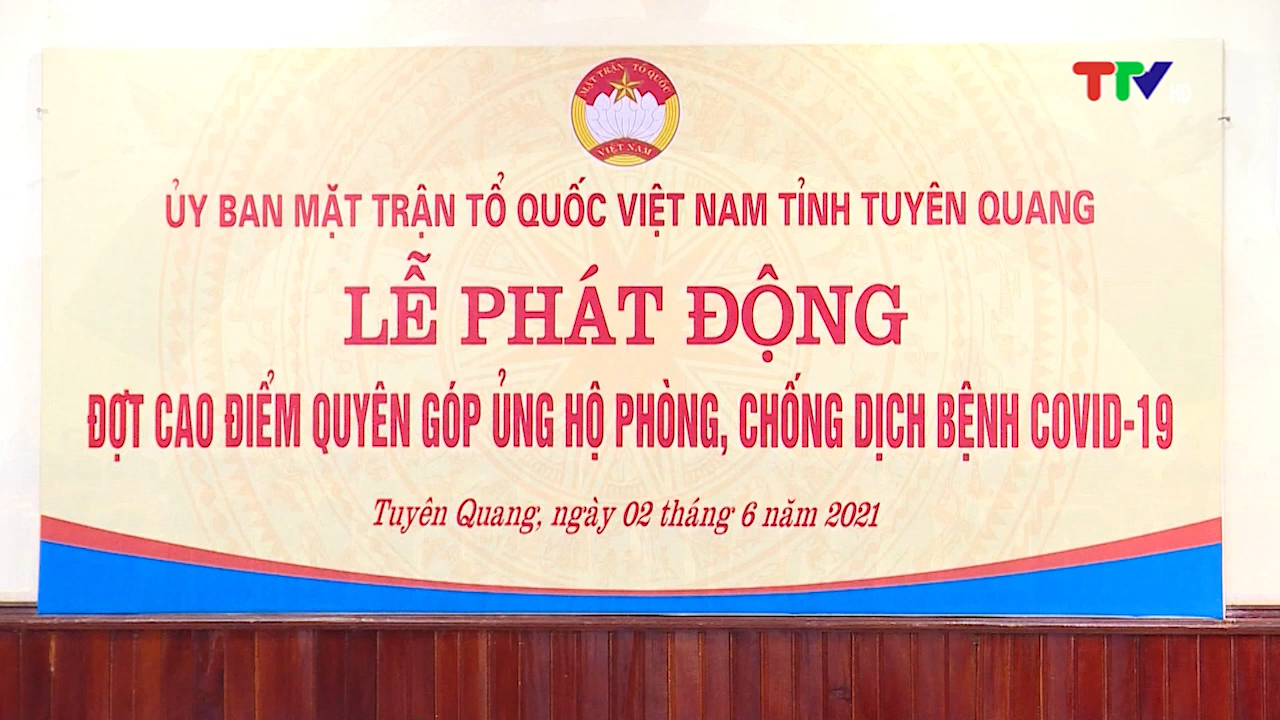 MẶT TRẬN TỔ QUỐC
VIỆT NAM
TTV HD
ỦY BAN MẶT TRẬN TỔ QUỐC VIỆT NAM TỈNH TUYÊN QUANG
LỄ PHÁT ĐỘNG
ĐỢT CAO ĐIỂM QUYÊN GÓP ỦNG HỘ PHÒNG, CHỐNG DỊCH BỆNH COVID-19
Tuyên Quang, ngày 02 tháng 6 năm 2021